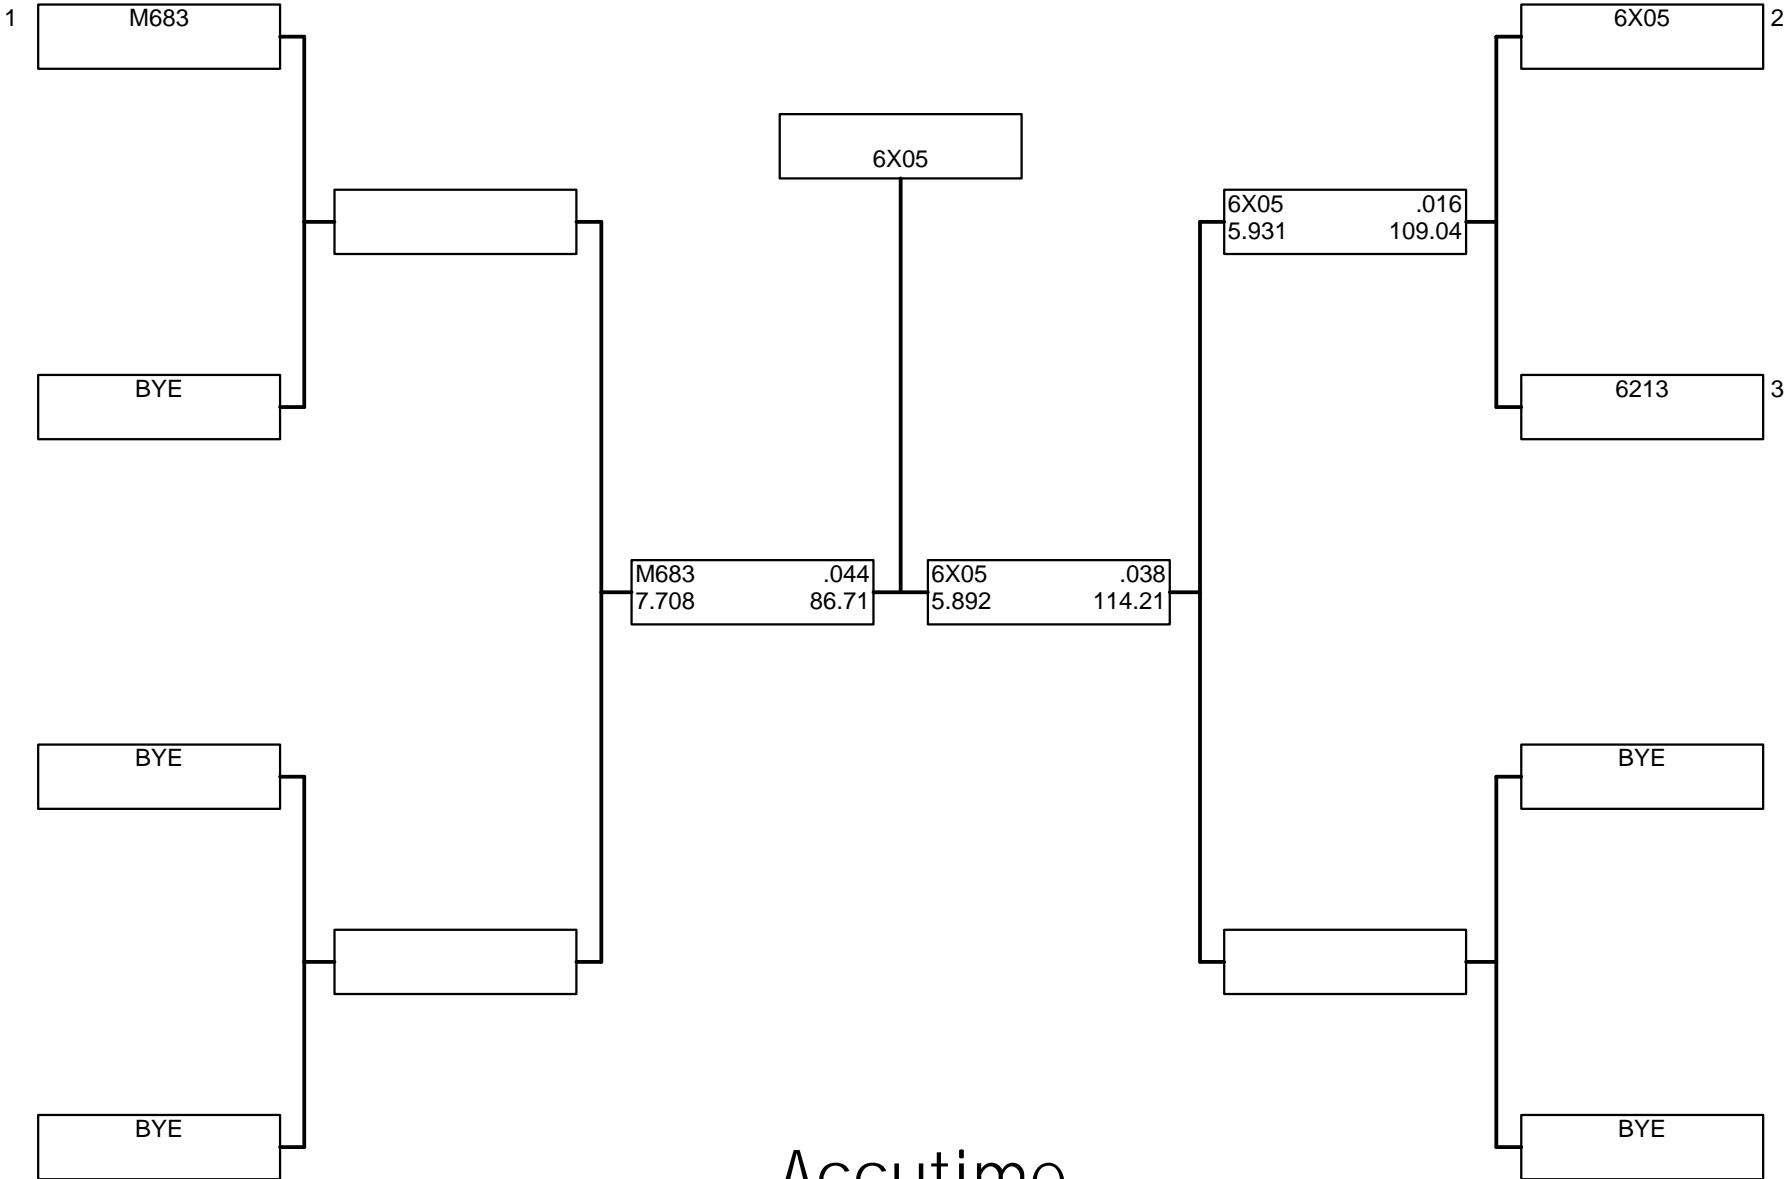 1 M683 6X05 2
6X05
6X05 .016
5.931 109.04
BYE 6213 3
M683 .044 6X05 .038
7.708 86.71 5.892 114.21
BYE BYE
BYE BYE
Accutime